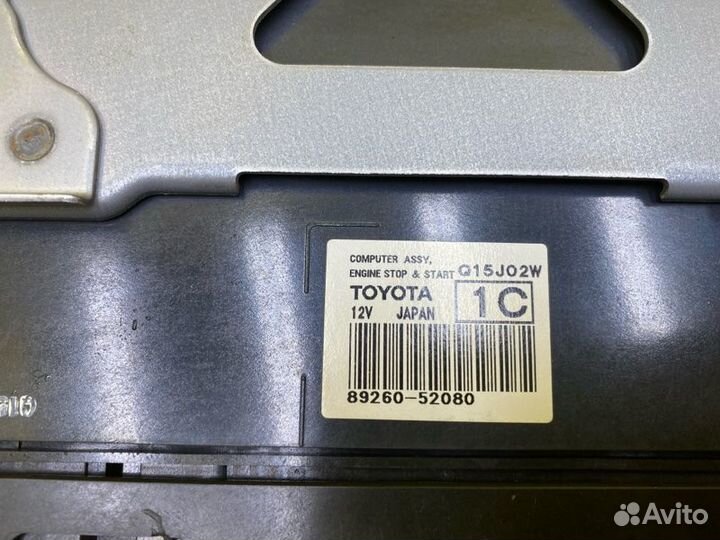 COMPUTER ASSY,
ENGINE STOP & START Q15J02W
TOYOTA 1C
12V JAPAN
89260-52080
Avito